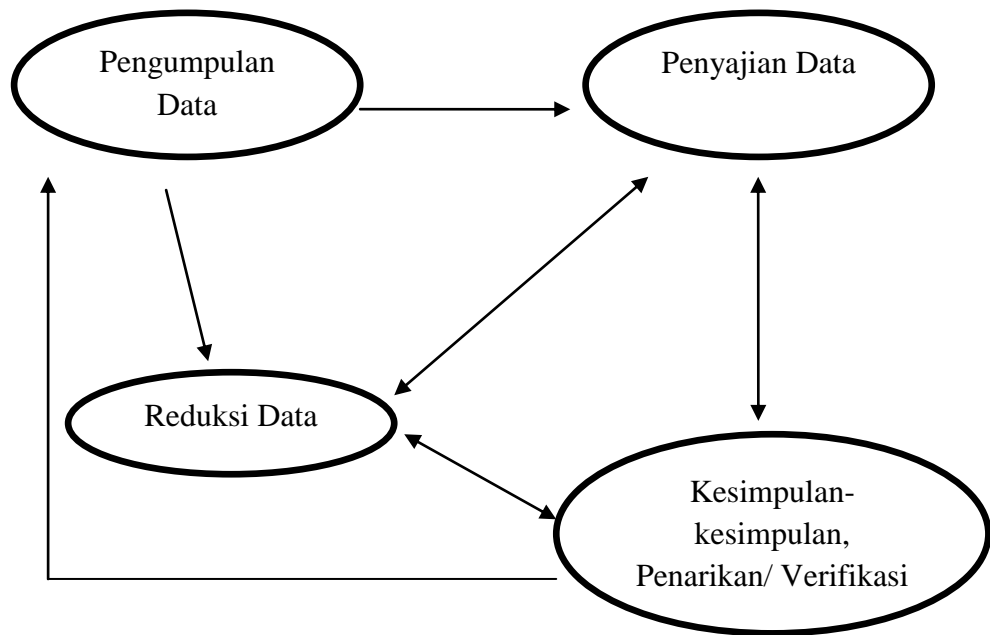 Pengumpulan
Data
Penyajian Data
Reduksi Data
Kesimpulan-
kesimpulan,
Penarikan/ Verifikasi